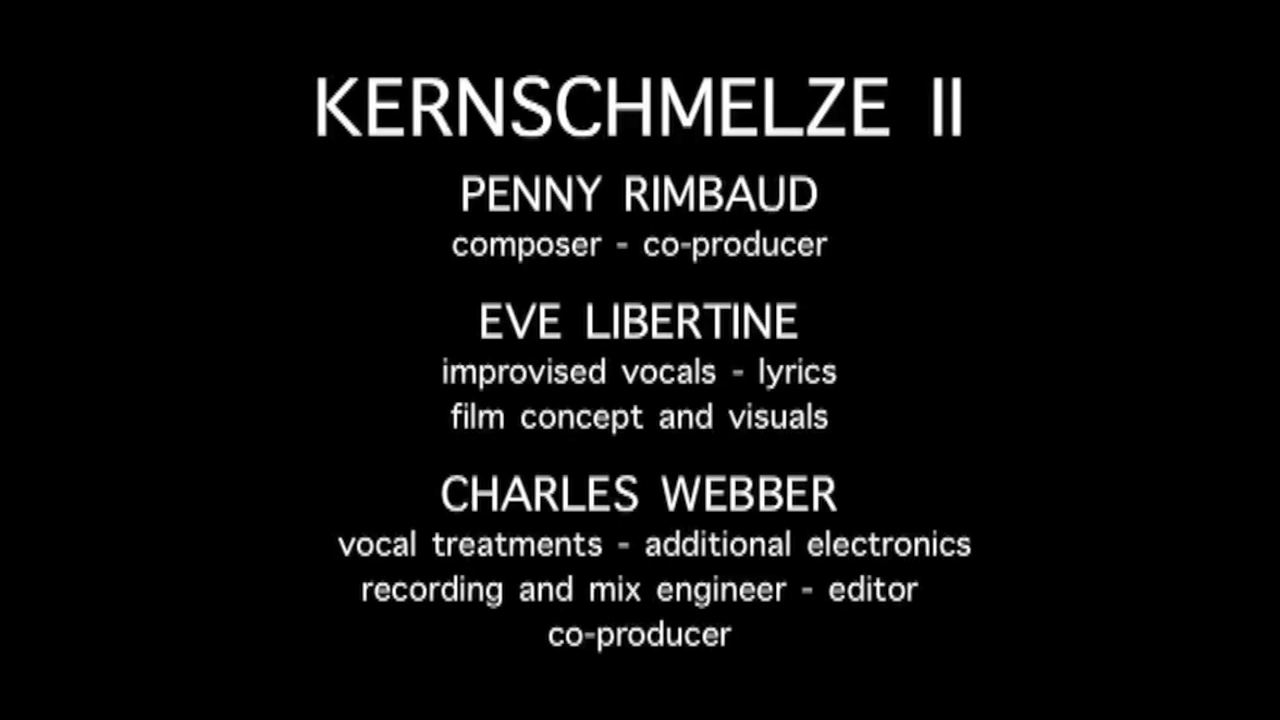 KERNSCHMELZE II
PENNY RIMBAUD
composer - co-producer
EVE LIBERTINE
improvised vocals - lyrics
film concept and visuals
CHARLES WEBBER
vocal treatments - additional electronics
recording and mix engineer - editor
co-producer